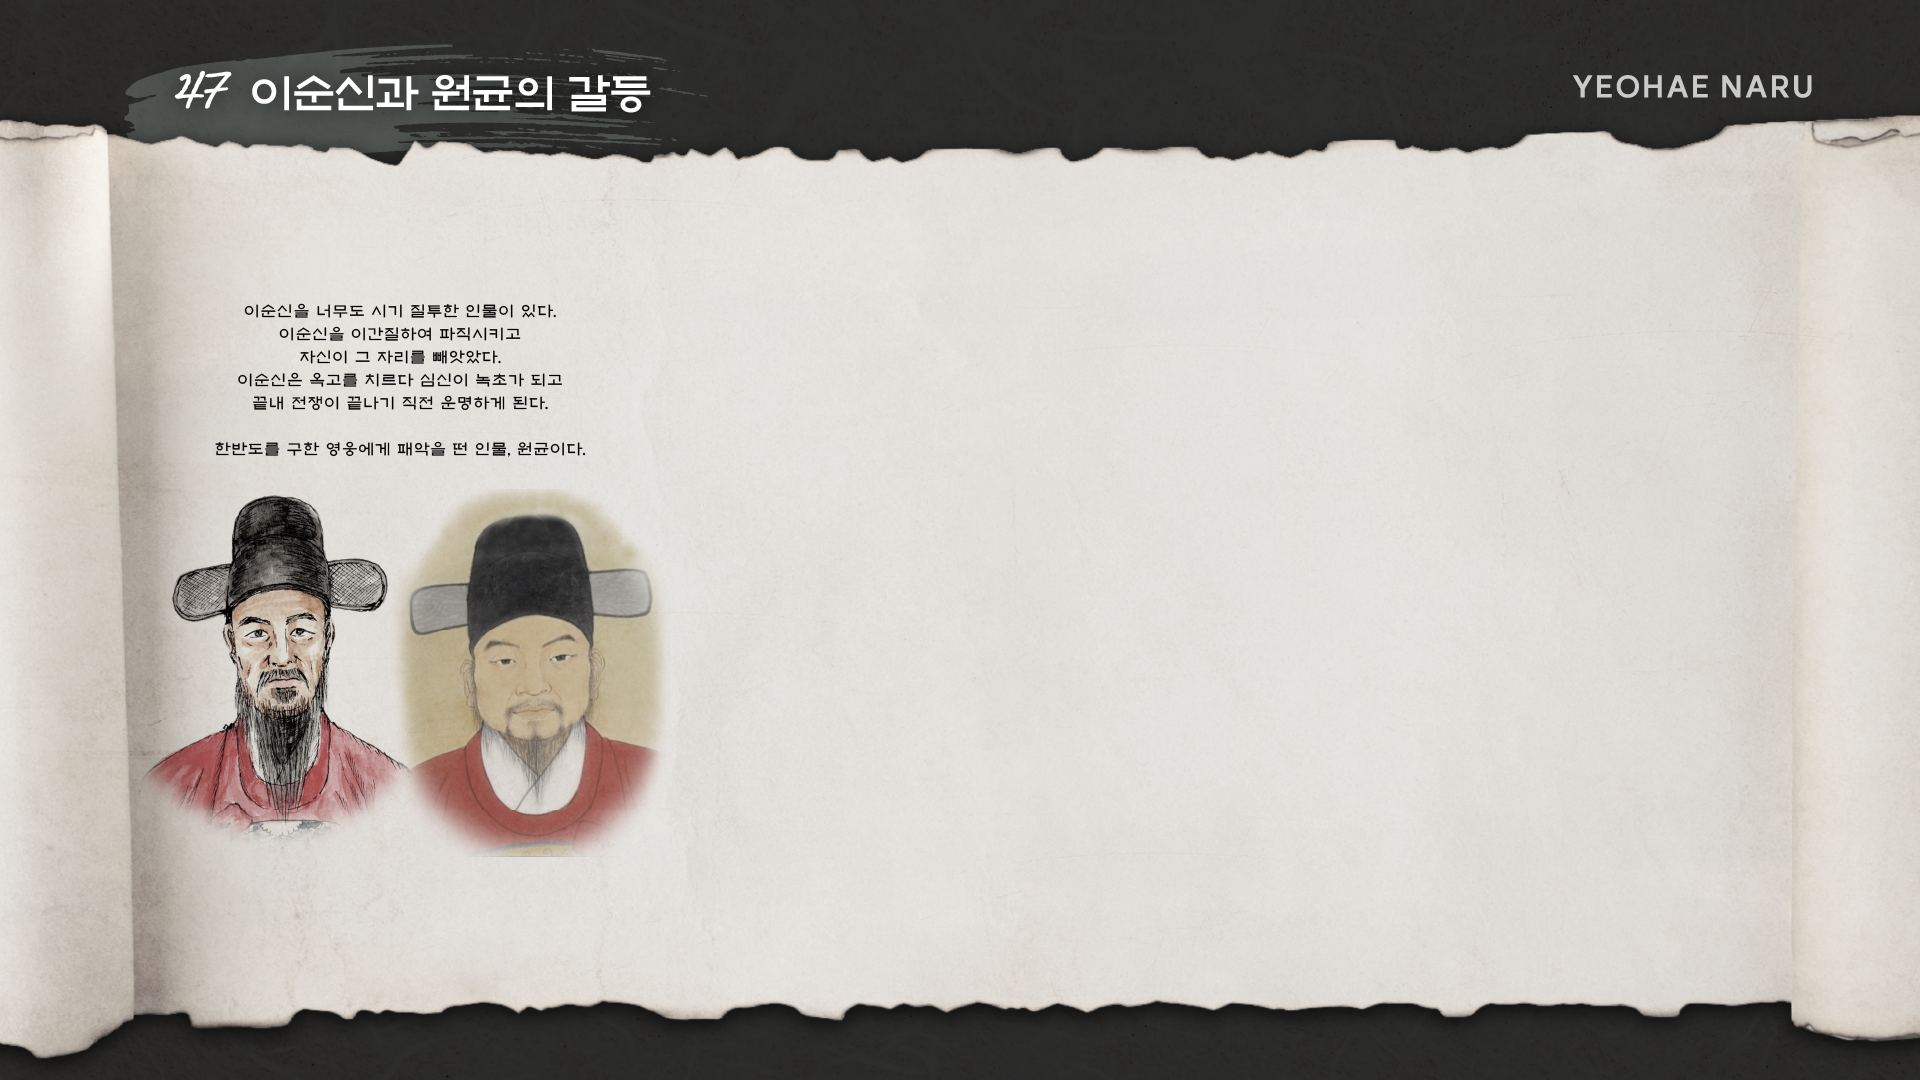 47 이순신과 원균의 갈등
YEOHAE NARU
이순신을 너무도 시기 질투한 인물이 있다.
이순신을 이간질하여 파직시키고
자신이 그 자리를 빼앗았다.
이순신은 옥고를 치르다 심신이 녹초가 되고
끝내 전쟁이 끝나기 직전 운명하게 된다.
한반도를 구한 영웅에게 패악을 떤 인물, 원균이다.